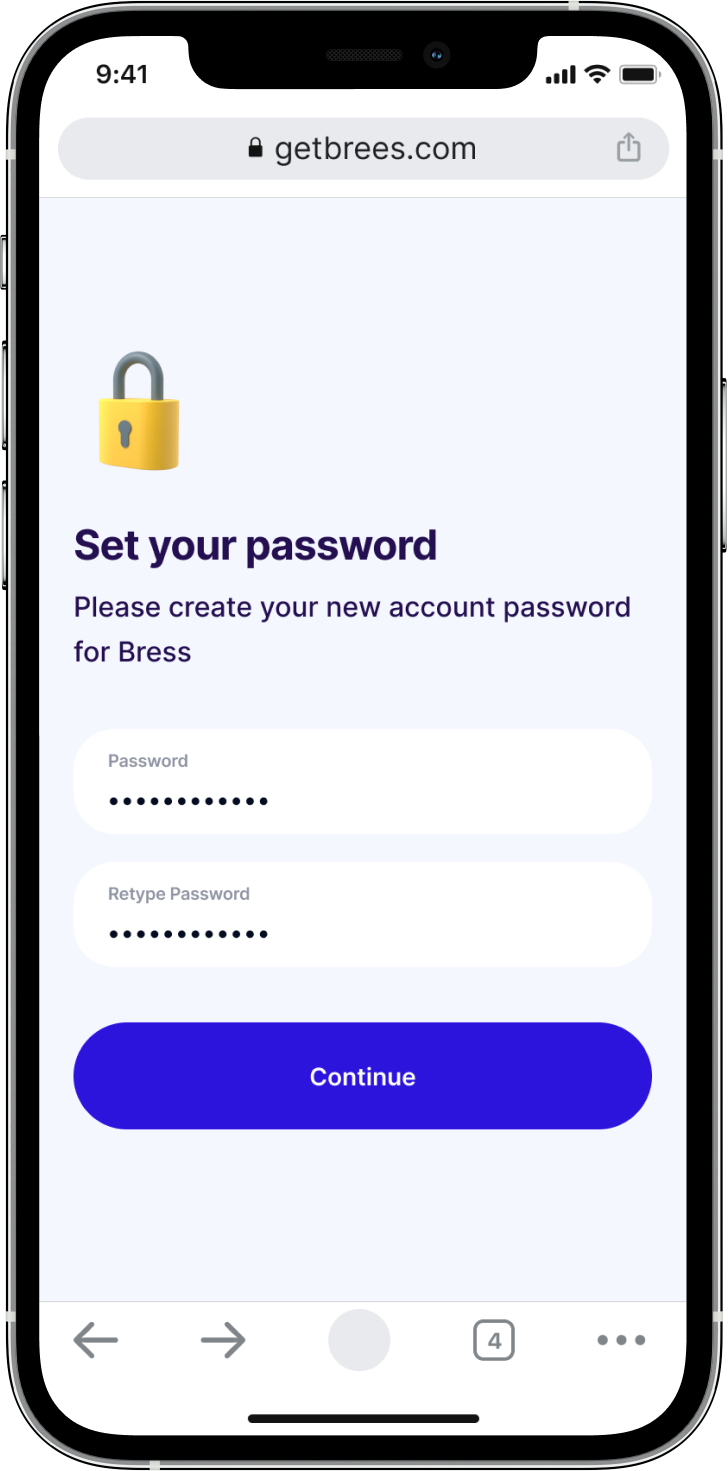 9:41
getbrees.com
Set your password
Please create your new account password
for Bress
Password
••••••••••••
Retype Password
••••••••••••
Continue
4